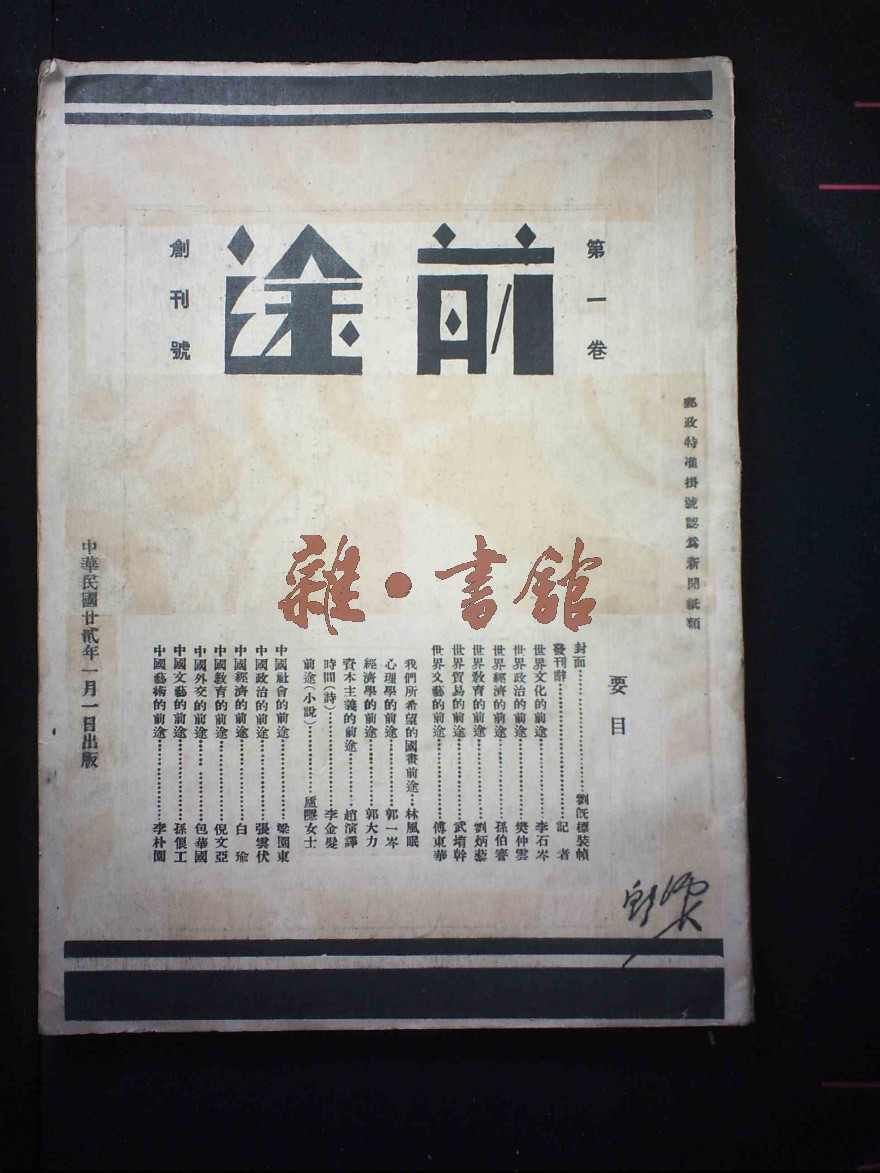 前途
第一卷
創刊號
郵政特准掛號認爲新聞紙類
雜·書館
要目
封面……劉旣標裝幀
發刊辭……記者
世界文化的前途……李石岑
世界政治的前途……樊仲雲
世界經濟的前途……孫伯謇
世界敎育的前途……劉炳藜
世界貿易的前途……武堉幹
世界文藝的前途……傅東華
我們所希望的國畫前途……林風眠
心理學的前途……郭一岑
經濟學的前途……郭大力
資本主義的前途……趙演譯
時間(詩)……李金髮
前途(小說)……廬隱女士
中國社會的前途……梁園東
中國政治的前途……張雲伏
中國經濟的前途……白瑜
中國敎育的前途……倪文亞
中國外交的前途……包華國
中國文藝的前途……孫俍工
中國藝術的前途……李朴園
中華民國廿貳年一月一日出版